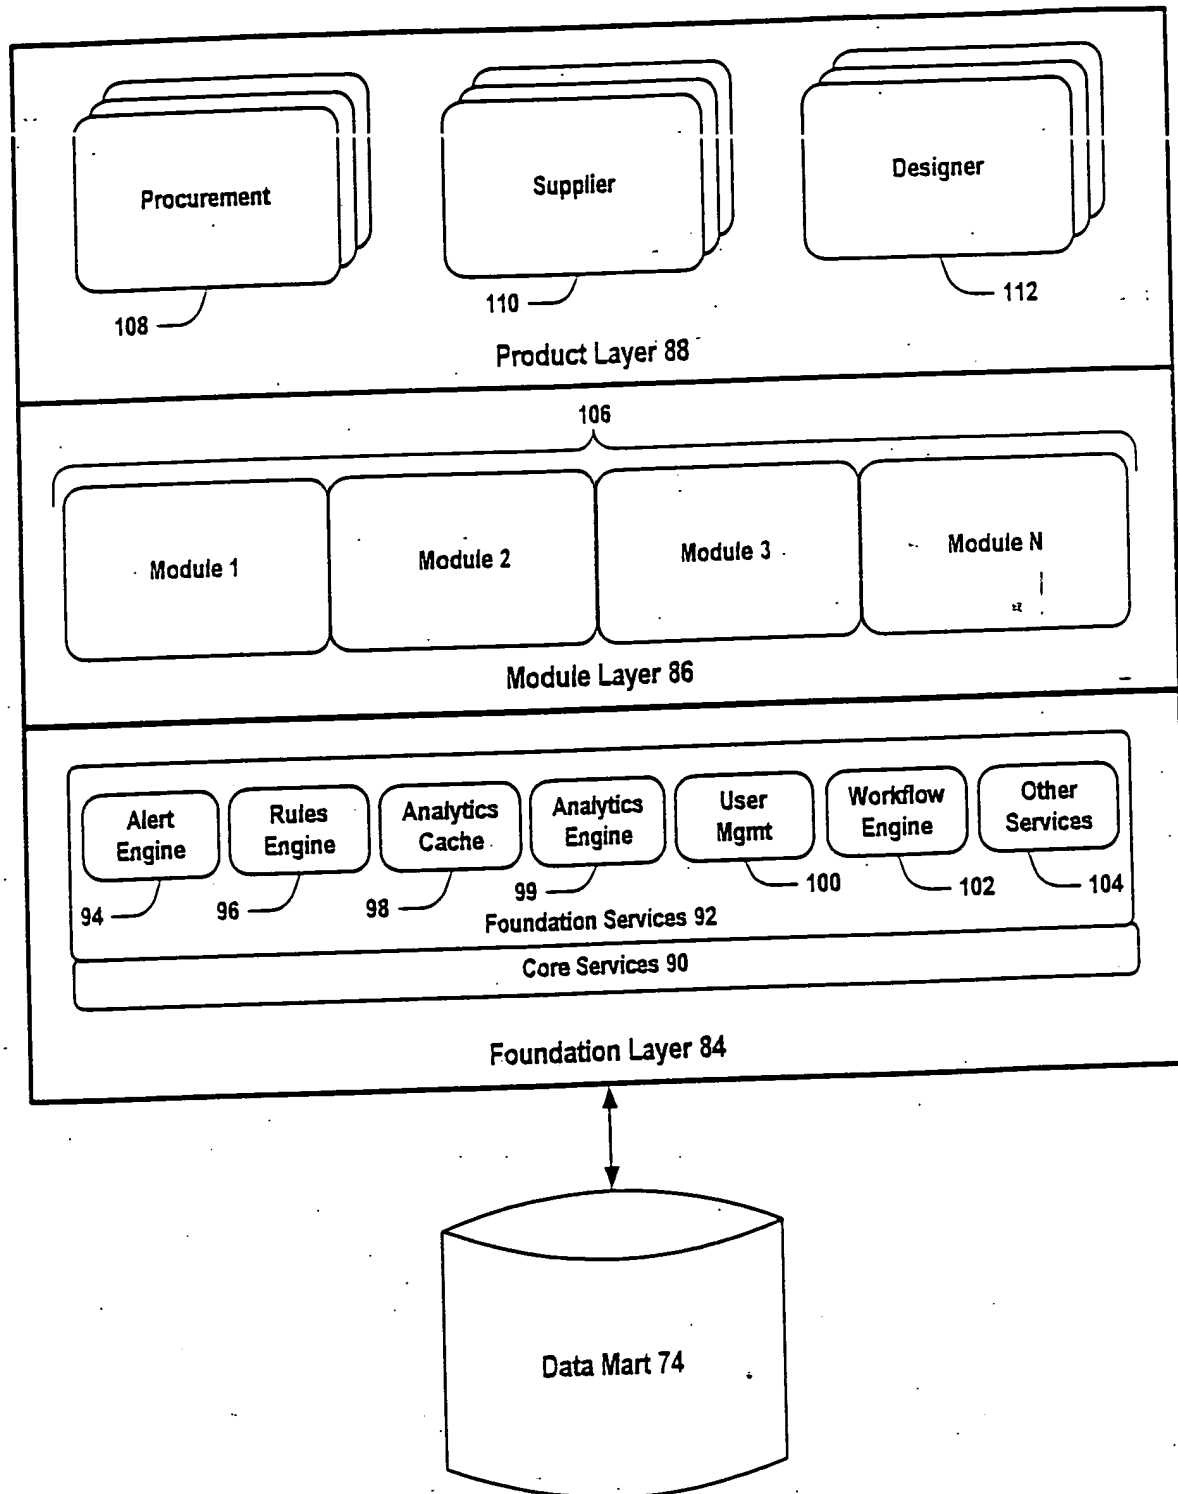 Procurement
Supplier
Designer
108
110
112
Product Layer 88
106
Module 1
Module 2
Module 3
Module N
Module Layer 86
Alert
Engine
Rules
Engine
Analytics
Cache
Analytics
Engine
User
Mgmt
Workflow
Engine
Other
Services
94
96
98
99
100
102
104
Foundation Services 92
Core Services 90
Foundation Layer 84
Data Mart 74